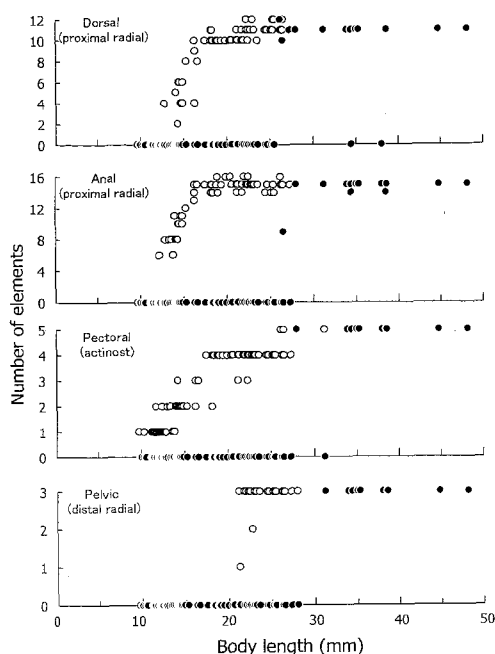 Number of elements
Dorsal
(proximal radial)
12
10
8
6
4
2
0
Anal
(proximal radial)
16
12
8
4
0
Pectoral
(actinost)
5
4
3
2
1
0
Pelvic
(distal radial)
3
2
1
0
0 10 20 30 40 50
Body length (mm)